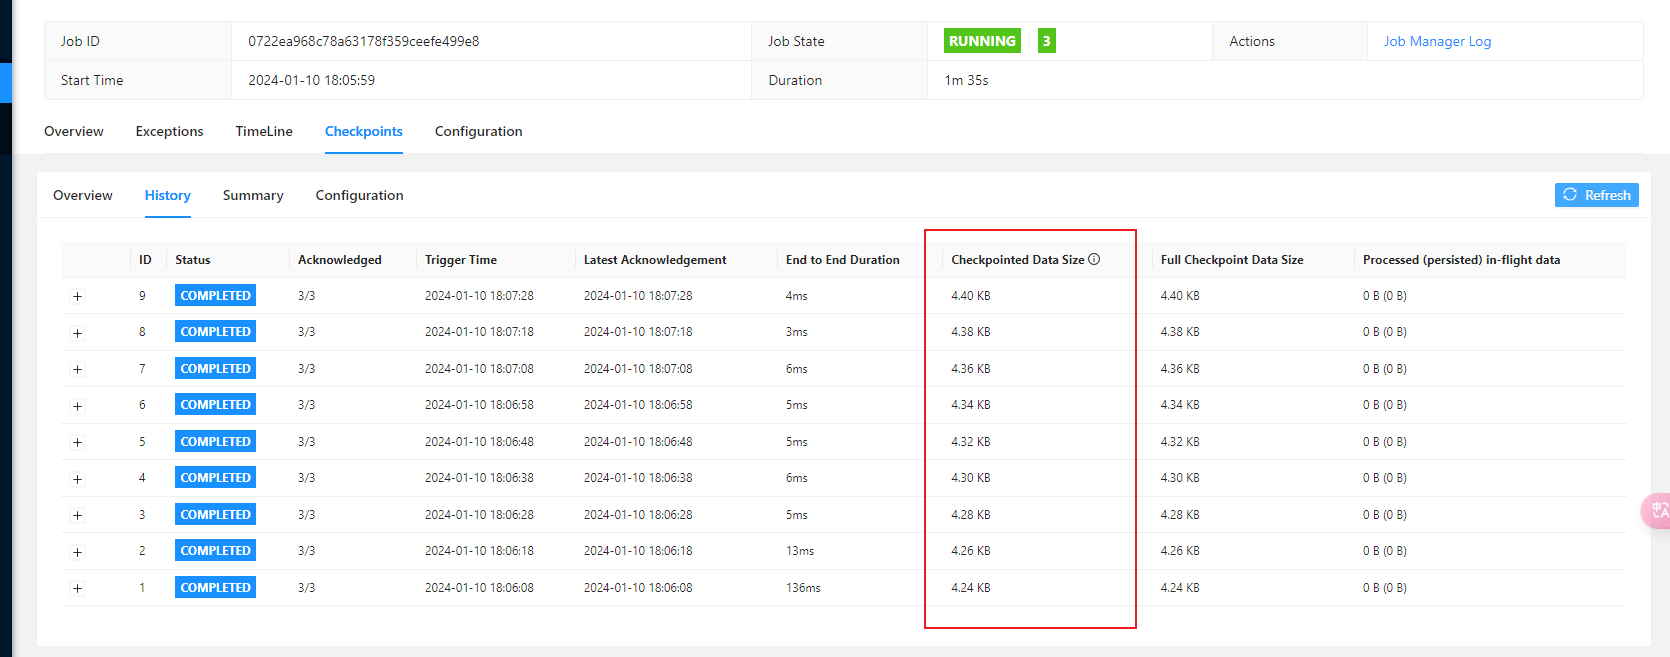 Job ID 0722ea968c78a63178f359ceefe499e8 Job State RUNNING 3 Actions Job Manager Log
Start Time 2024-01-10 18:05:59 Duration 1m 35s
Overview Exceptions TimeLine Checkpoints Configuration
Overview History Summary Configuration Refresh
ID Status Acknowledged Trigger Time Latest Acknowledgement End to End Duration Checkpointed Data Size Full Checkpoint Data Size Processed (persisted) in-flight data
+ 9 COMPLETED 3/3 2024-01-10 18:07:28 2024-01-10 18:07:28 4ms 4.40 KB 4.40 KB 0 B (0 B)
+ 8 COMPLETED 3/3 2024-01-10 18:07:18 2024-01-10 18:07:18 3ms 4.38 KB 4.38 KB 0 B (0 B)
+ 7 COMPLETED 3/3 2024-01-10 18:07:08 2024-01-10 18:07:08 6ms 4.36 KB 4.36 KB 0 B (0 B)
+ 6 COMPLETED 3/3 2024-01-10 18:06:58 2024-01-10 18:06:58 5ms 4.34 KB 4.34 KB 0 B (0 B)
+ 5 COMPLETED 3/3 2024-01-10 18:06:48 2024-01-10 18:06:48 5ms 4.32 KB 4.32 KB 0 B (0 B)
+ 4 COMPLETED 3/3 2024-01-10 18:06:38 2024-01-10 18:06:38 6ms 4.30 KB 4.30 KB 0 B (0 B)
+ 3 COMPLETED 3/3 2024-01-10 18:06:28 2024-01-10 18:06:28 5ms 4.28 KB 4.28 KB 0 B (0 B)
+ 2 COMPLETED 3/3 2024-01-10 18:06:18 2024-01-10 18:06:18 13ms 4.26 KB 4.26 KB 0 B (0 B)
+ 1 COMPLETED 3/3 2024-01-10 18:06:08 2024-01-10 18:06:08 136ms 4.24 KB 4.24 KB 0 B (0 B)